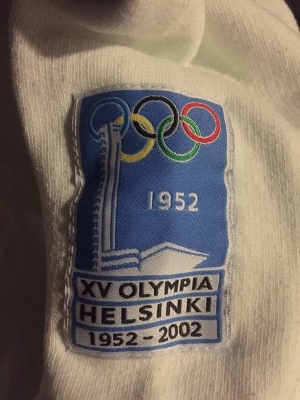 1952
XV OLYMPIA
HELSINKI
1952 - 2002